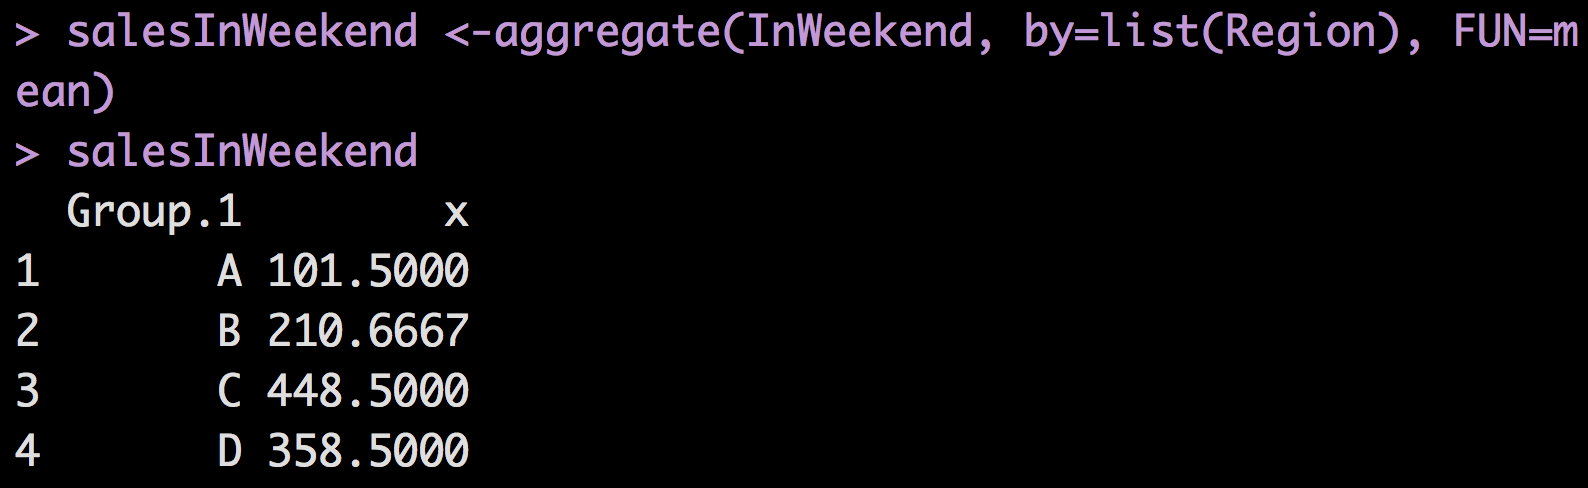 > salesInWeekend <-aggregate(InWeekend, by=list(Region), FUN=m
ean)
> salesInWeekend
  Group.1        x
1       A 101.5000
2       B 210.6667
3       C 448.5000
4       D 358.5000